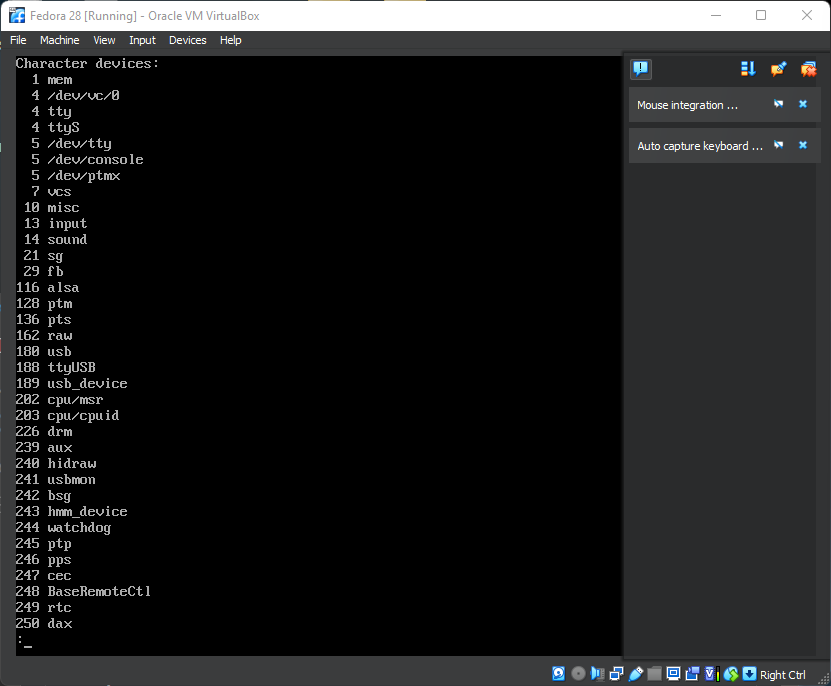 Fedora 28 [Running] - Oracle VM VirtualBox
File Machine View Input Devices Help
Character devices:
1 mem
4 /dev/vc/0
4 tty
4 ttyS
5 /dev/tty
5 /dev/console
5 /dev/ptmx
7 vcs
10 misc
13 input
14 sound
21 sg
29 fb
116 alsa
128 ptm
136 pts
162 raw
180 usb
188 ttyUSB
189 usb_device
202 cpu/msr
203 cpu/cpuid
226 drm
239 aux
240 hidraw
241 usbmon
242 bsg
243 hmm_device
244 watchdog
245 ptp
246 pps
247 cec
248 BaseRemoteCtl
249 rtc
250 dax
:_
Mouse integration ...
Auto capture keyboard ...
Right Ctrl